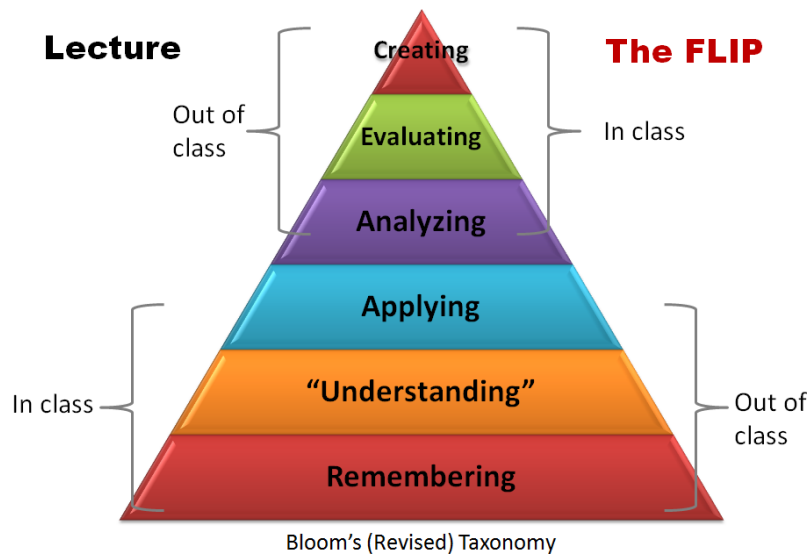 Lecture
The FLIP
Creating
Out of
class
Evaluating
In class
Analyzing
Applying
In class
“Understanding”
Out of
class
Remembering
Bloom’s (Revised) Taxonomy